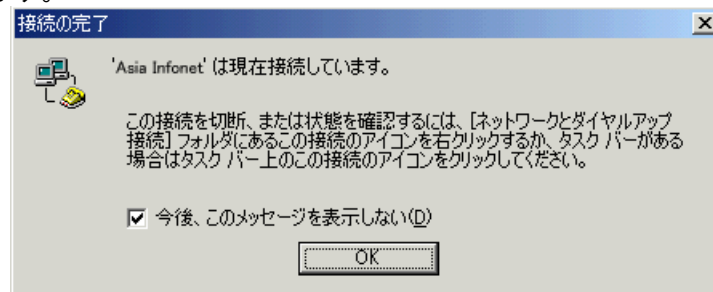 接続の完了
'Asia Infonet' は現在接続しています。
この接続を切断、または状態を確認するには、[ネットワークとダイヤルアップ
接続] フォルダにあるこの接続のアイコンを右クリックするか、タスク バーがある
場合はタスク バー上のこの接続のアイコンをクリックしてください。
今後、このメッセージを表示しない(D)
OK